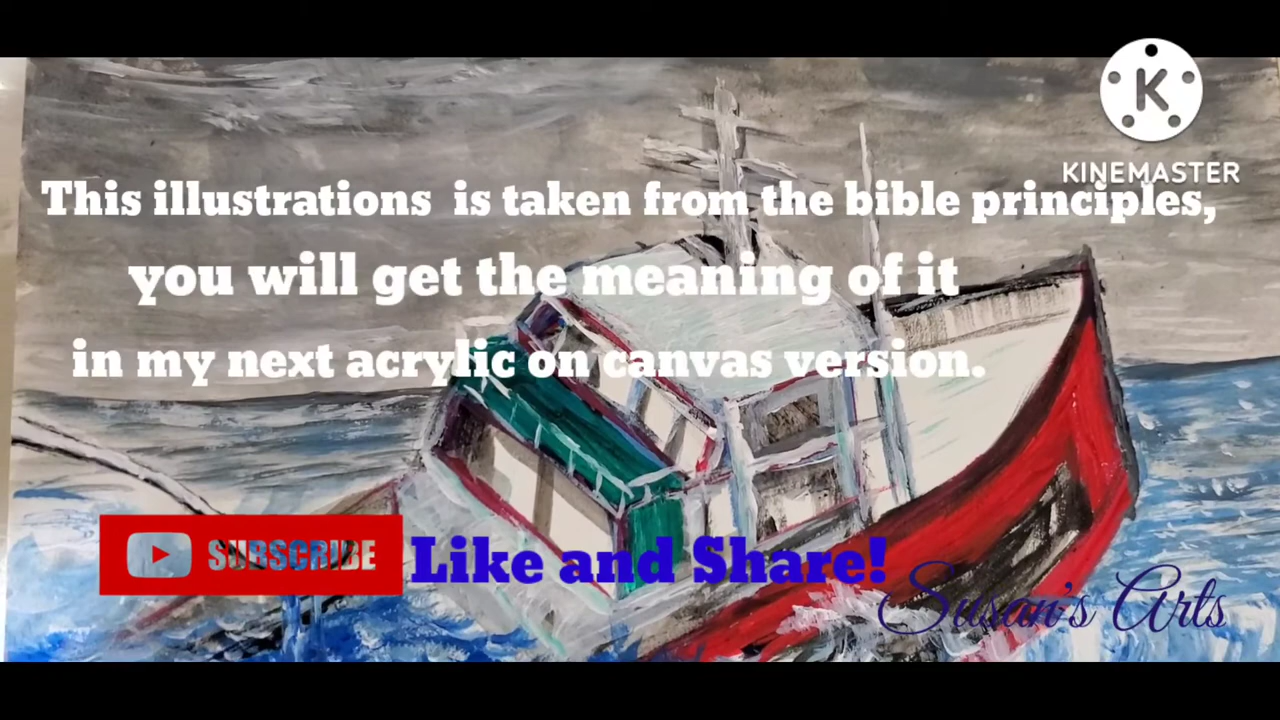 K
KINEMASTER
This illustrations is taken from the bible principles,
you will get the meaning of it
in my next acrylic on canvas version.
SUBSCRIBE
Like and Share!
Susan's Arts